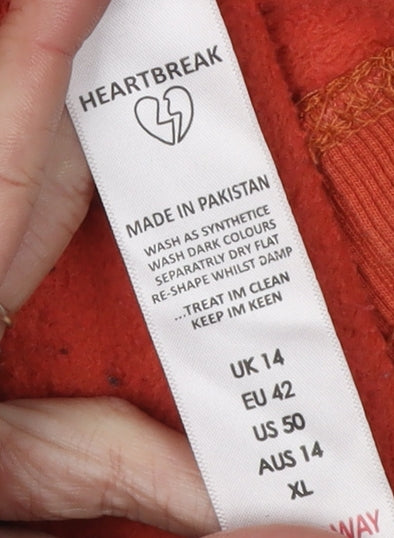 HEARTBREAK
MADE IN PAKISTAN
WASH AS SYNTHETICE
WASH DARK COLOURS
SEPARATRLY DRY FLAT
RE-SHAPE WHILST DAMP
...TREAT IM CLEAN
KEEP IM KEEN
UK 14
EU 42
US 50
AUS 14
XL
WAY